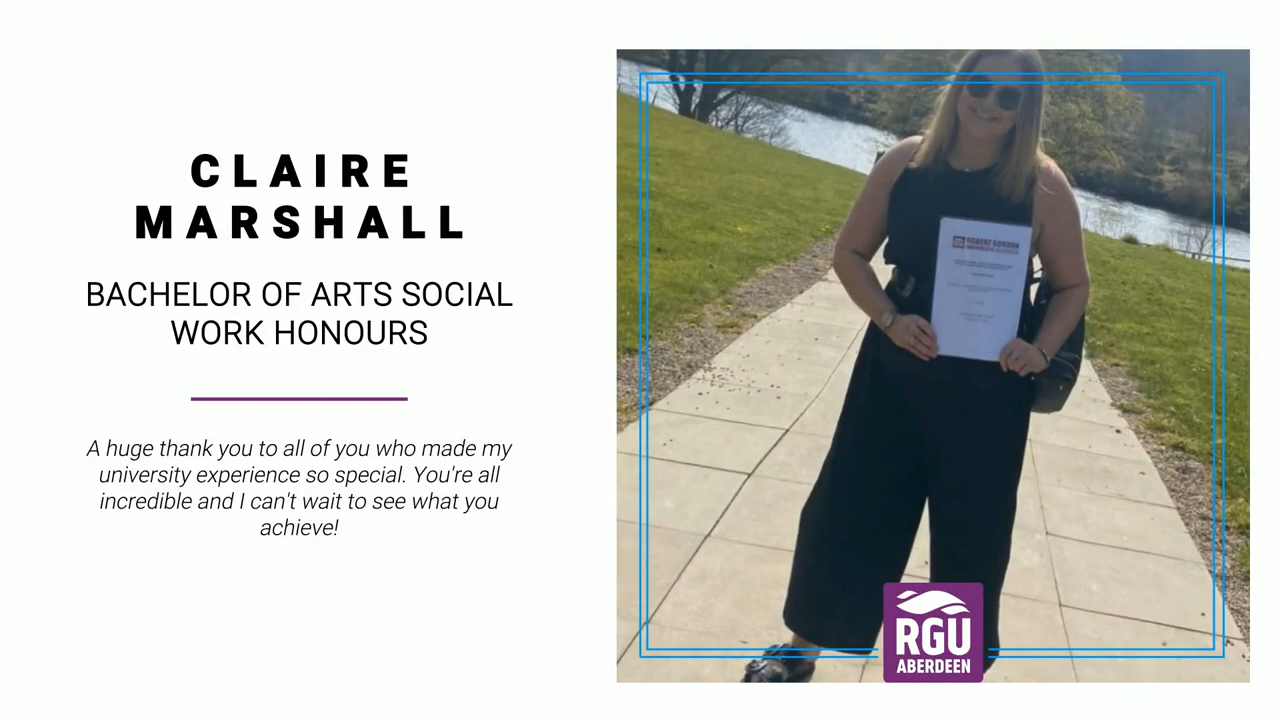 CLAIRE
MARSHALL
BACHELOR OF ARTS SOCIAL
WORK HONOURS
A huge thank you to all of you who made my
university experience so special. You're all
incredible and I can't wait to see what you
achieve!
ROBERT GORDON
UNIVERSITY ABERDEEN
RGU
ABERDEEN